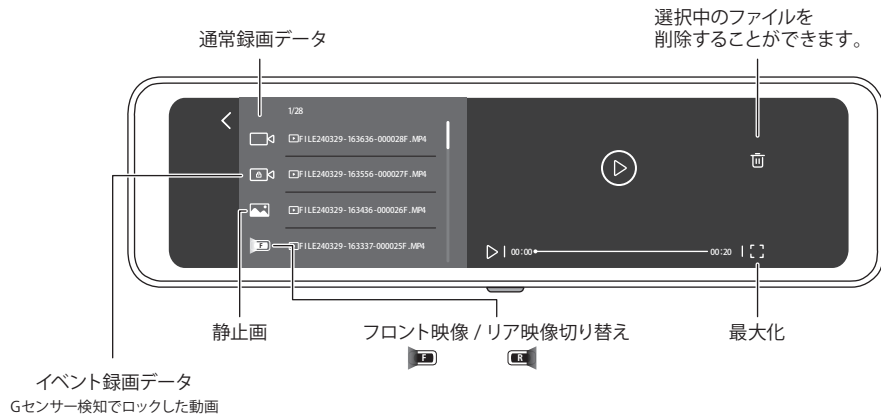 選択中のファイルを
削除することができます。
通常録画データ
1/28
FILE240329-163636-000028F.MP4
FILE240329-163556-000027F.MP4
FILE240329-163436-000026F.MP4
F
FILE240329-163337-000025F.MP4
00:00
00:20
静止画
フロント映像 / リア映像切り替え
F
R
最大化
イベント録画データ
Gセンサー検知でロックした動画